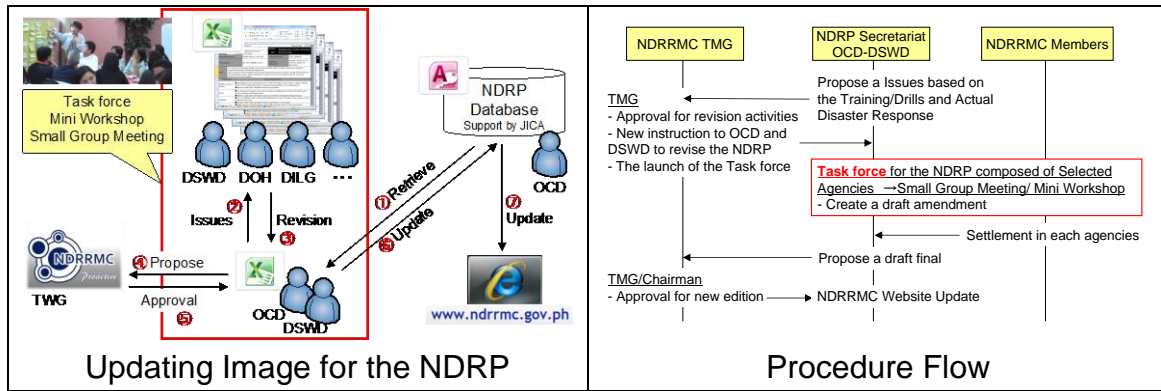 Task force
Mini Workshop
Small Group Meeting
DSWD
DOH
DILG
...
NDRP
Database
Support by JICA
OCD
① Retrieve
⑥ Update
⑦
Update
②
Issues
Revision
③
④ Propose
Approval
⑤
NDRRMC
Proactive
TWG
OCD
DSWD
www.ndrrmc.gov.ph
Updating Image for the NDRP
NDRRMC TMG
NDRP Secretariat
OCD-DSWD
NDRRMC Members
Propose a Issues based
on the Training/Drills and Actual
Disaster Response
TMG
- Approval for revision activities
- New instruction to OCD and
DSWD to revise the NDRP
- The launch of the Task force
Task force for the NDRP composed of Selected
Agencies →Small Group Meeting/ Mini Workshop
- Create a draft amendment
Settlement in each agencies
Propose a draft final
TMG/Chairman
- Approval for new edition
NDRRMC Website Update
Procedure Flow